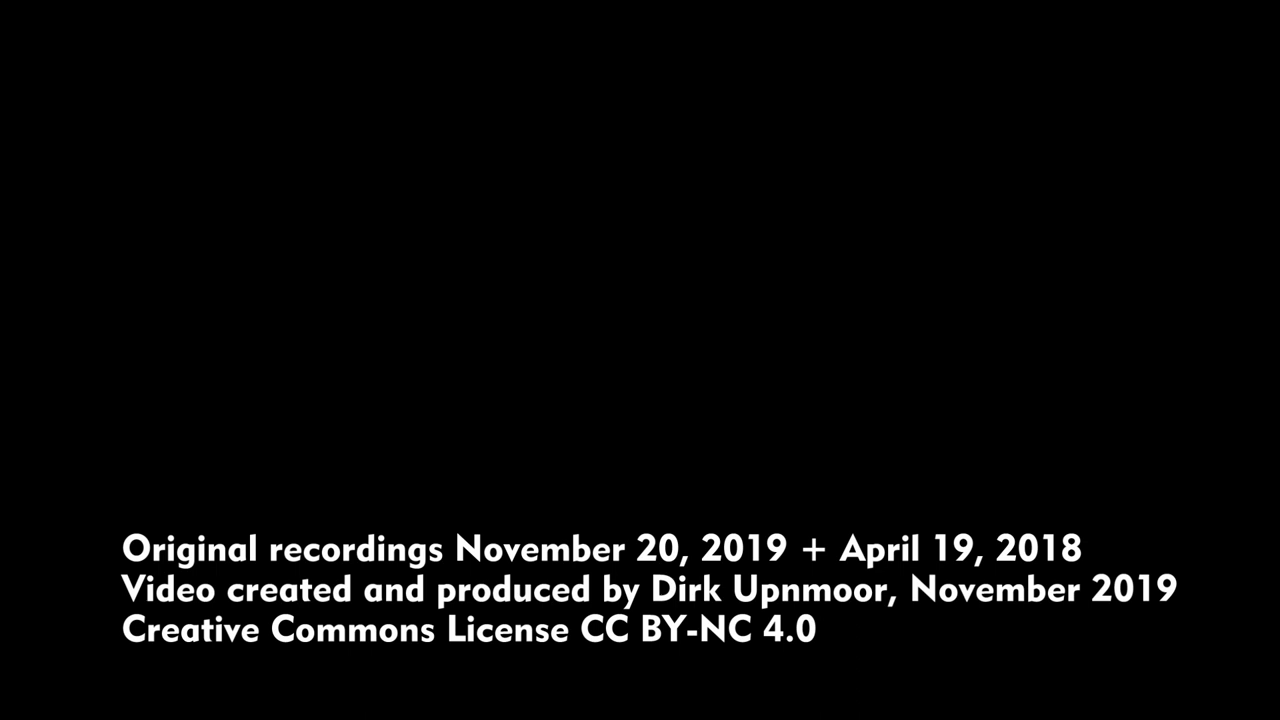 Original recordings November 20, 2019 + April 19, 2018
Video created and produced by Dirk Upnmoor, November 2019
Creative Commons License CC BY-NC 4.0